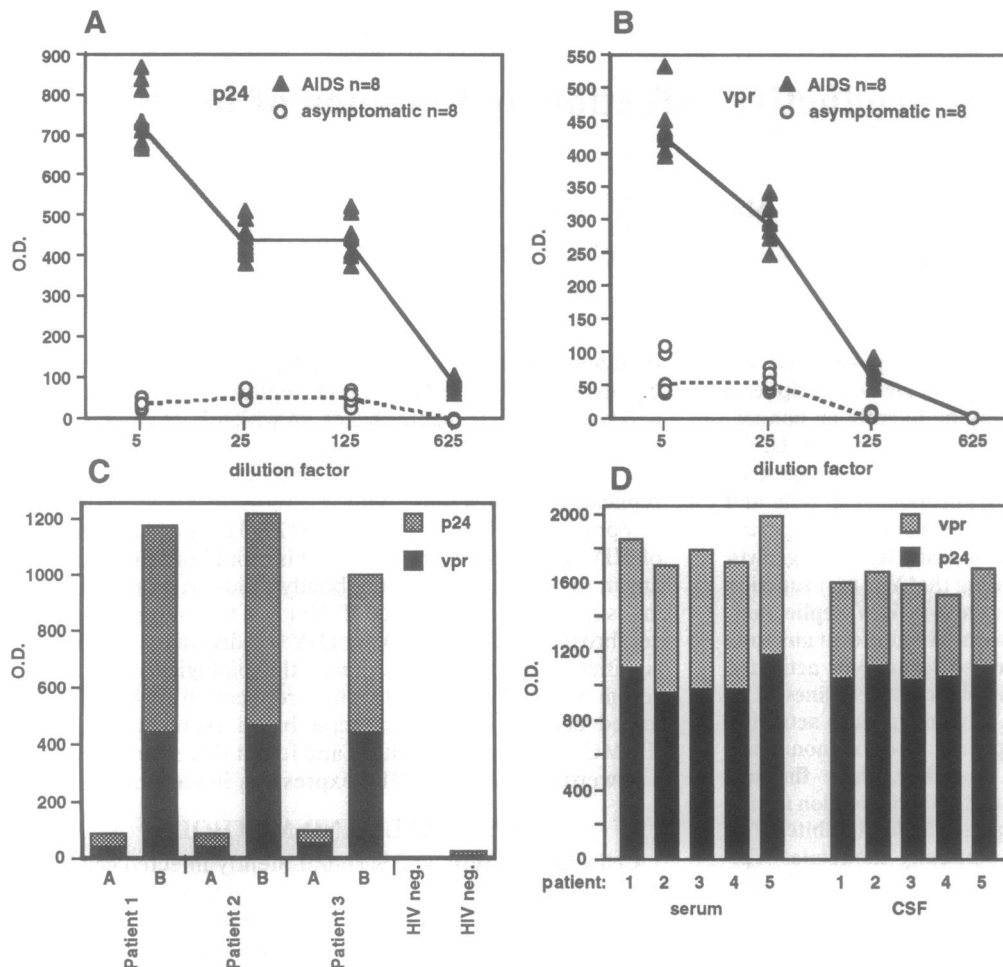 A
900
800
700
600
500
400
300
200
100
0
O.D.
p24
AIDS n=8
asymptomatic n=8
5 25 125 625
dilution factor
B
550
500
450
400
350
300
250
200
150
100
50
0
O.D.
vpr
AIDS n=8
asymptomatic n=8
5 25 125 625
dilution factor
C
1200
1000
800
600
400
200
0
O.D.
p24
vpr
A B A B A B
Patient 1
Patient 2
Patient 3
HIV neg.
HIV neg.
D
2000
1600
1200
800
400
0
O.D.
vpr
p24
patient: 1 2 3 4 5 1 2 3 4 5
serum CSF